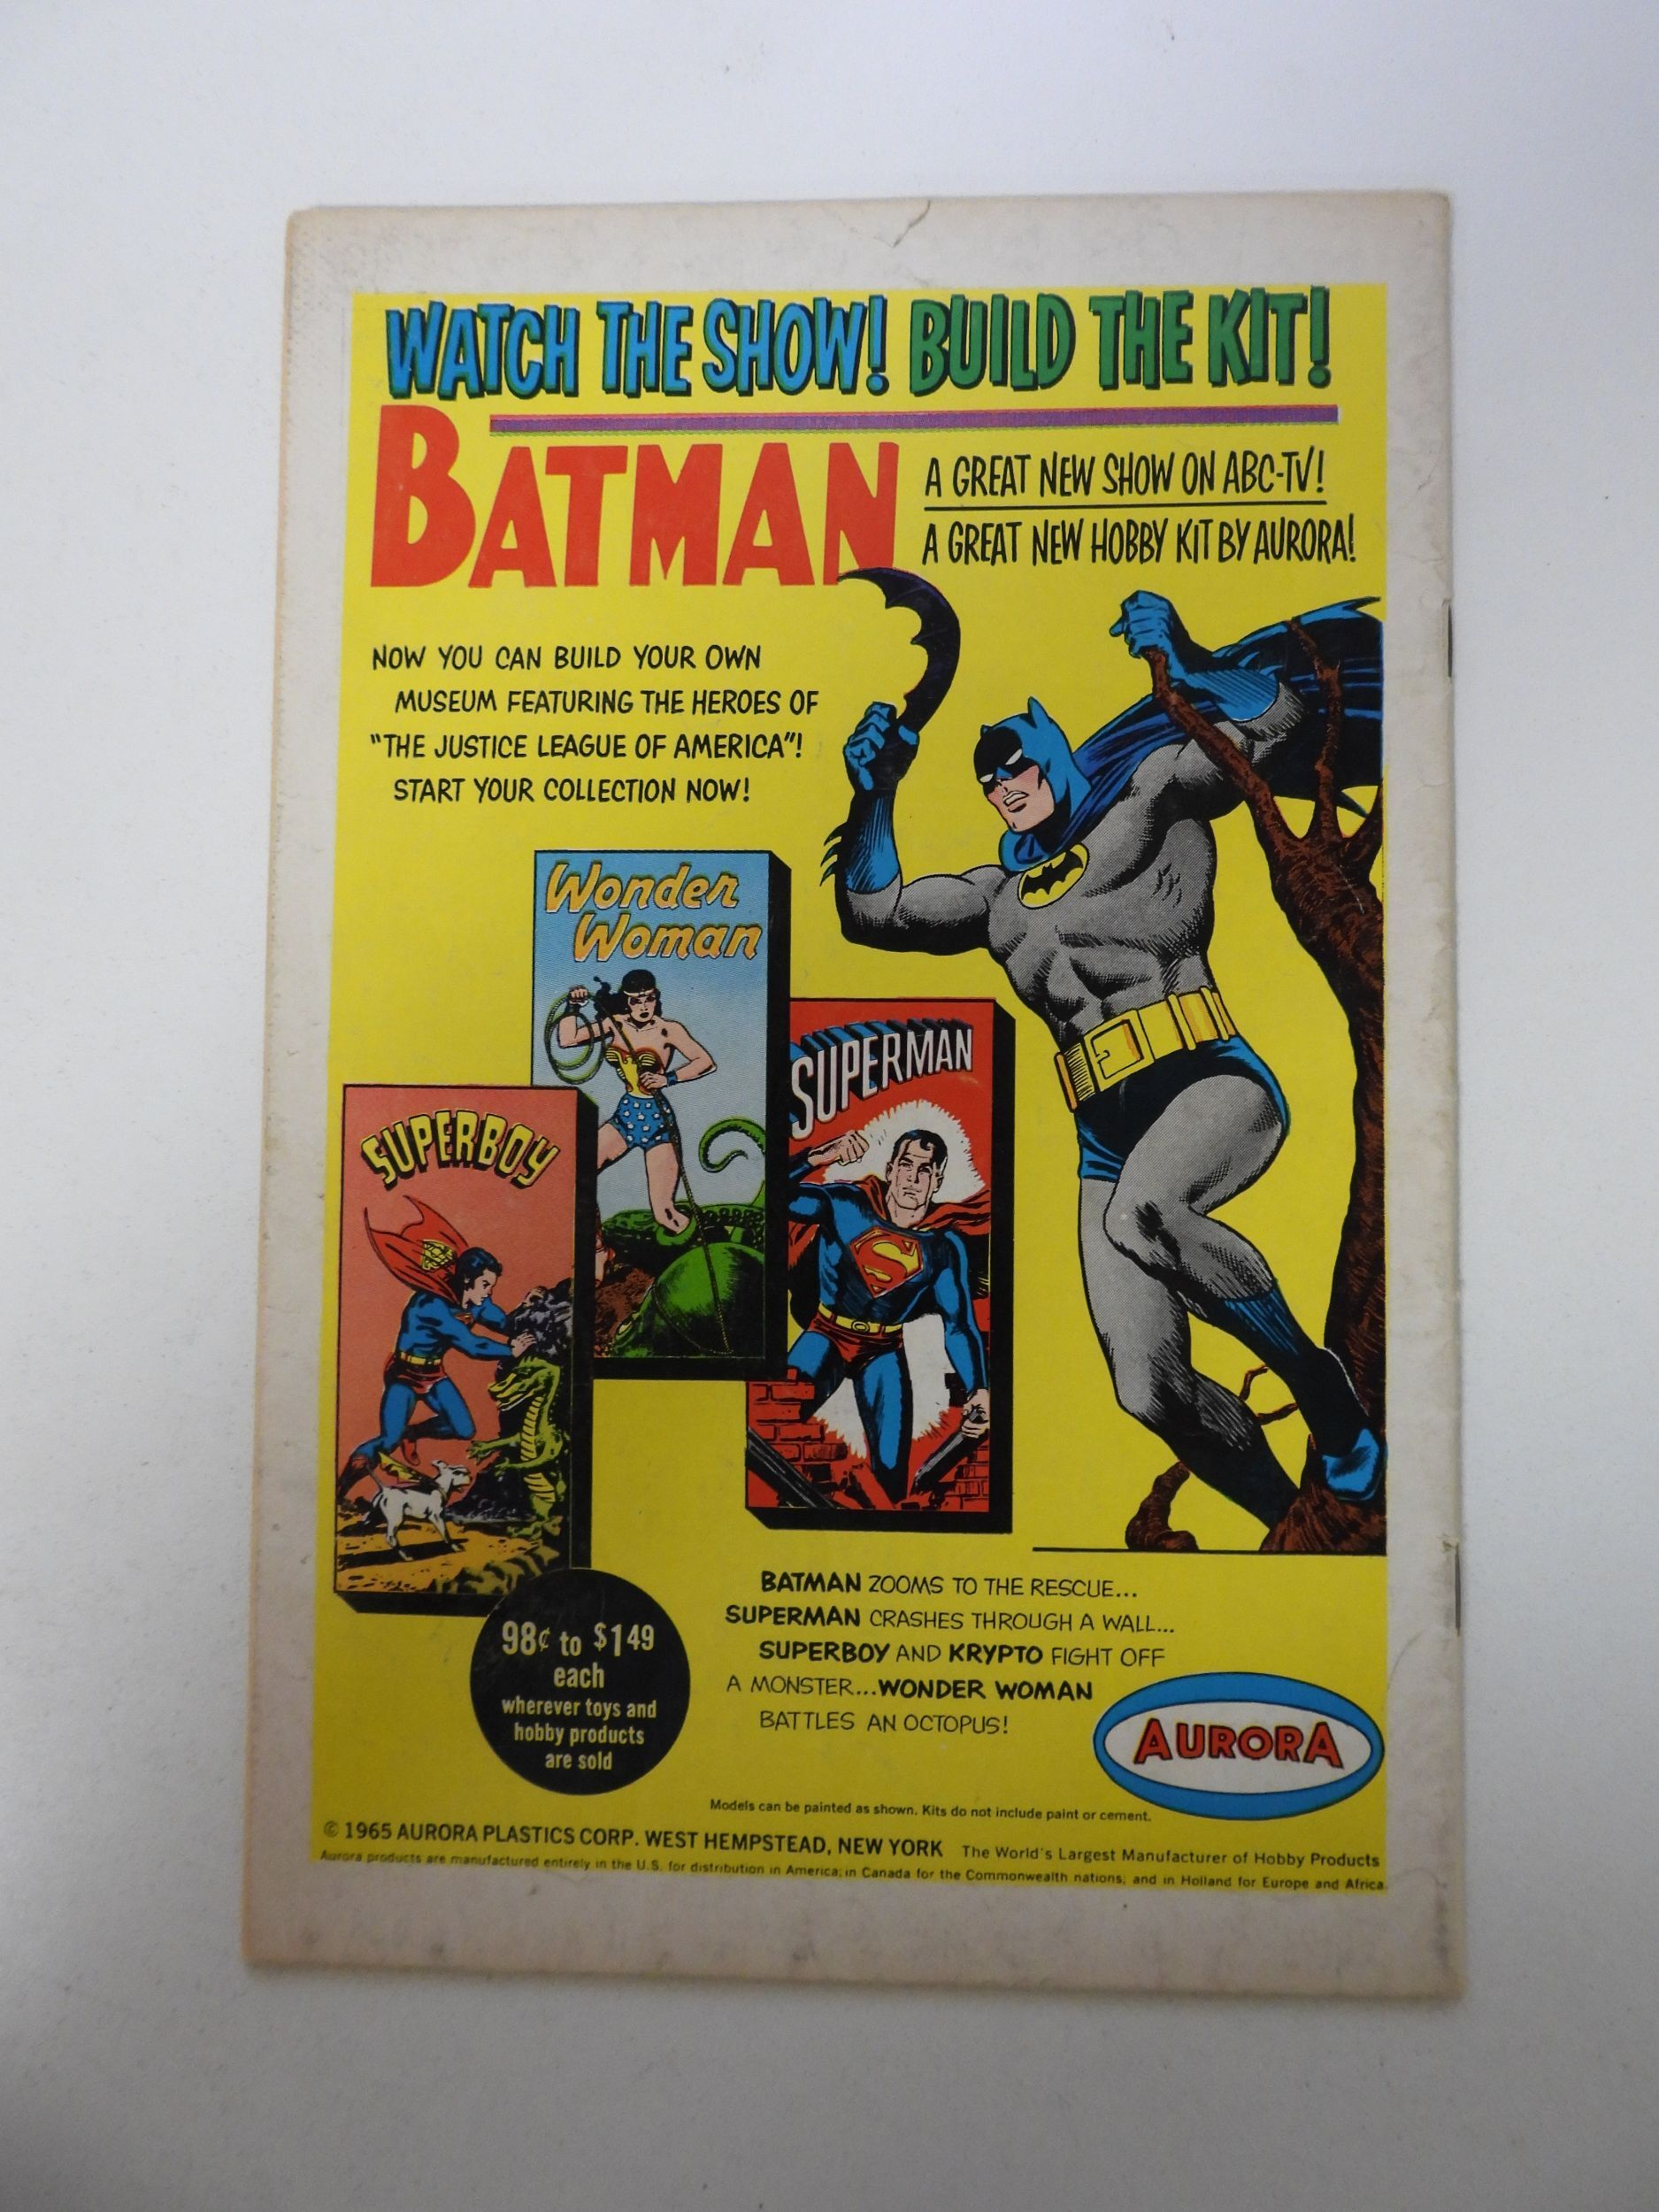 WATCH THE SHOW! BUILD THE KIT!
BATMAN
A GREAT NEW SHOW ON ABC-TV!
A GREAT NEW HOBBY KIT BY AURORA!
NOW YOU CAN BUILD YOUR OWN
MUSEUM FEATURING THE HEROES OF
"THE JUSTICE LEAGUE OF AMERICA"!
START YOUR COLLECTION NOW!
Wonder
Woman
SUPERMAN
SUPERBOY
98¢ to $149
each
wherever toys and
hobby products
are sold
BATMAN ZOOMS TO THE RESCUE...
SUPERMAN CRASHES THROUGH A WALL...
SUPERBOY AND KRYPTO FIGHT OFF
A MONSTER...WONDER WOMAN
BATTLES AN OCTOPUS!
AURORA
Models can be painted as shown. Kits do not include paint or cement.
© 1965 AURORA PLASTICS CORP. WEST HEMPSTEAD, NEW YORK The World's Largest Manufacturer of Hobby Products
Aurora products are manufactured entirely in the U.S. for distribution in America; in Canada for the Commonwealth nations; and in Holland for Europe and Africa.